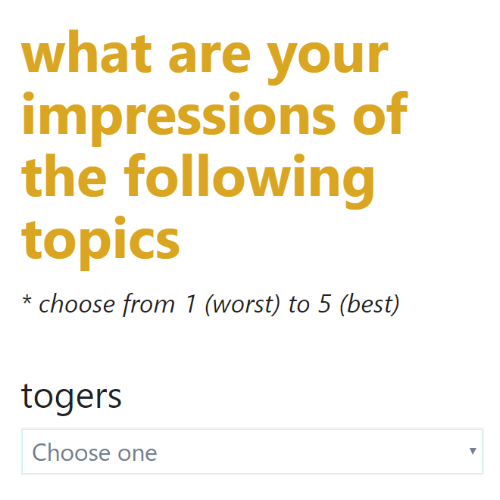 what are your
impressions of
the following
topics
* choose from 1 (worst) to 5 (best)
togers
Choose one